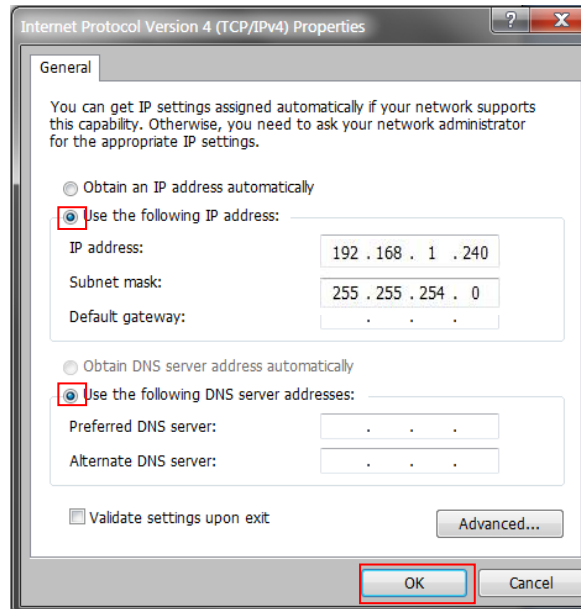 Internet Protocol Version 4 (TCP/IPv4) Properties
? X
General
You can get IP settings assigned automatically if your network supports
this capability. Otherwise, you need to ask your network administrator
for the appropriate IP settings.
Obtain an IP address automatically
Use the following IP address:
IP address: 192 . 168 . 1 . 240
Subnet mask: 255 . 255 . 254 . 0
Default gateway: . . .
Obtain DNS server address automatically
Use the following DNS server addresses:
Preferred DNS server: . . .
Alternate DNS server: . . .
Validate settings upon exit
Advanced...
OK Cancel